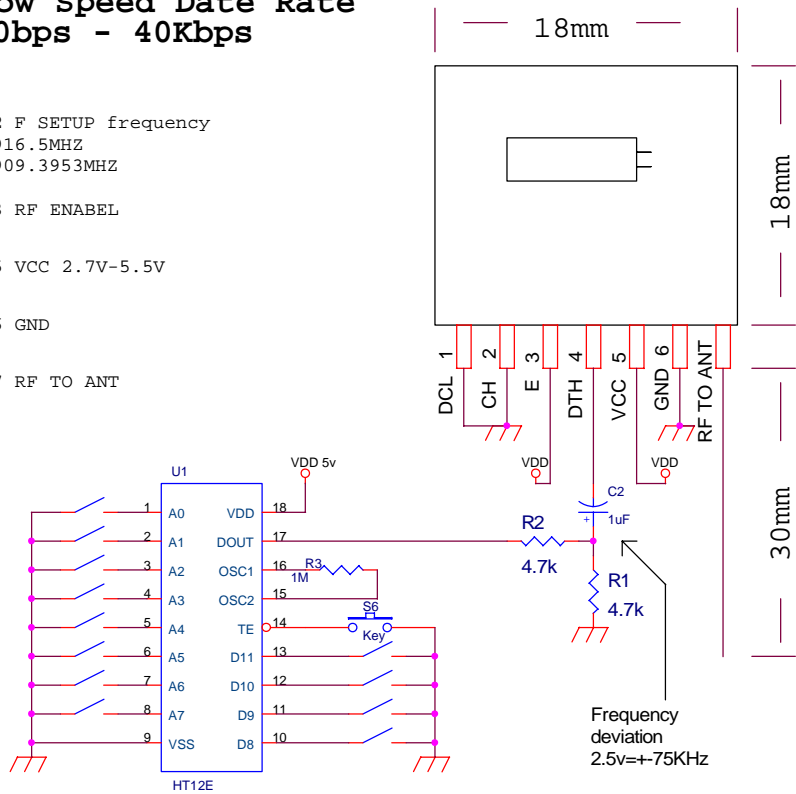 ow Speed Date Rate
0bps - 40Kbps
F SETUP frequency
916.5MHZ
909.3953MHZ
RF ENABEL
VCC 2.7V-5.5V
GND
RF TO ANT
18mm
18mm
30mm
DCL 1
CH 2
E 3
DTH 4
VCC 5
GND 6
RF TO ANT
VDD
VDD
VDD 5v
U1
1 A0 VDD 18
2 A1 DOUT 17
3 A2 OSC1 16
4 A3 OSC2 15
5 A4 TE 14
6 A5 D11 13
7 A6 D10 12
8 A7 D9 11
9 VSS D8 10
HT12E
R3
1M
S6
Key
R2
4.7k
C2
+ 1uF
R1
4.7k
Frequency
deviation
2.5v=+-75KHz